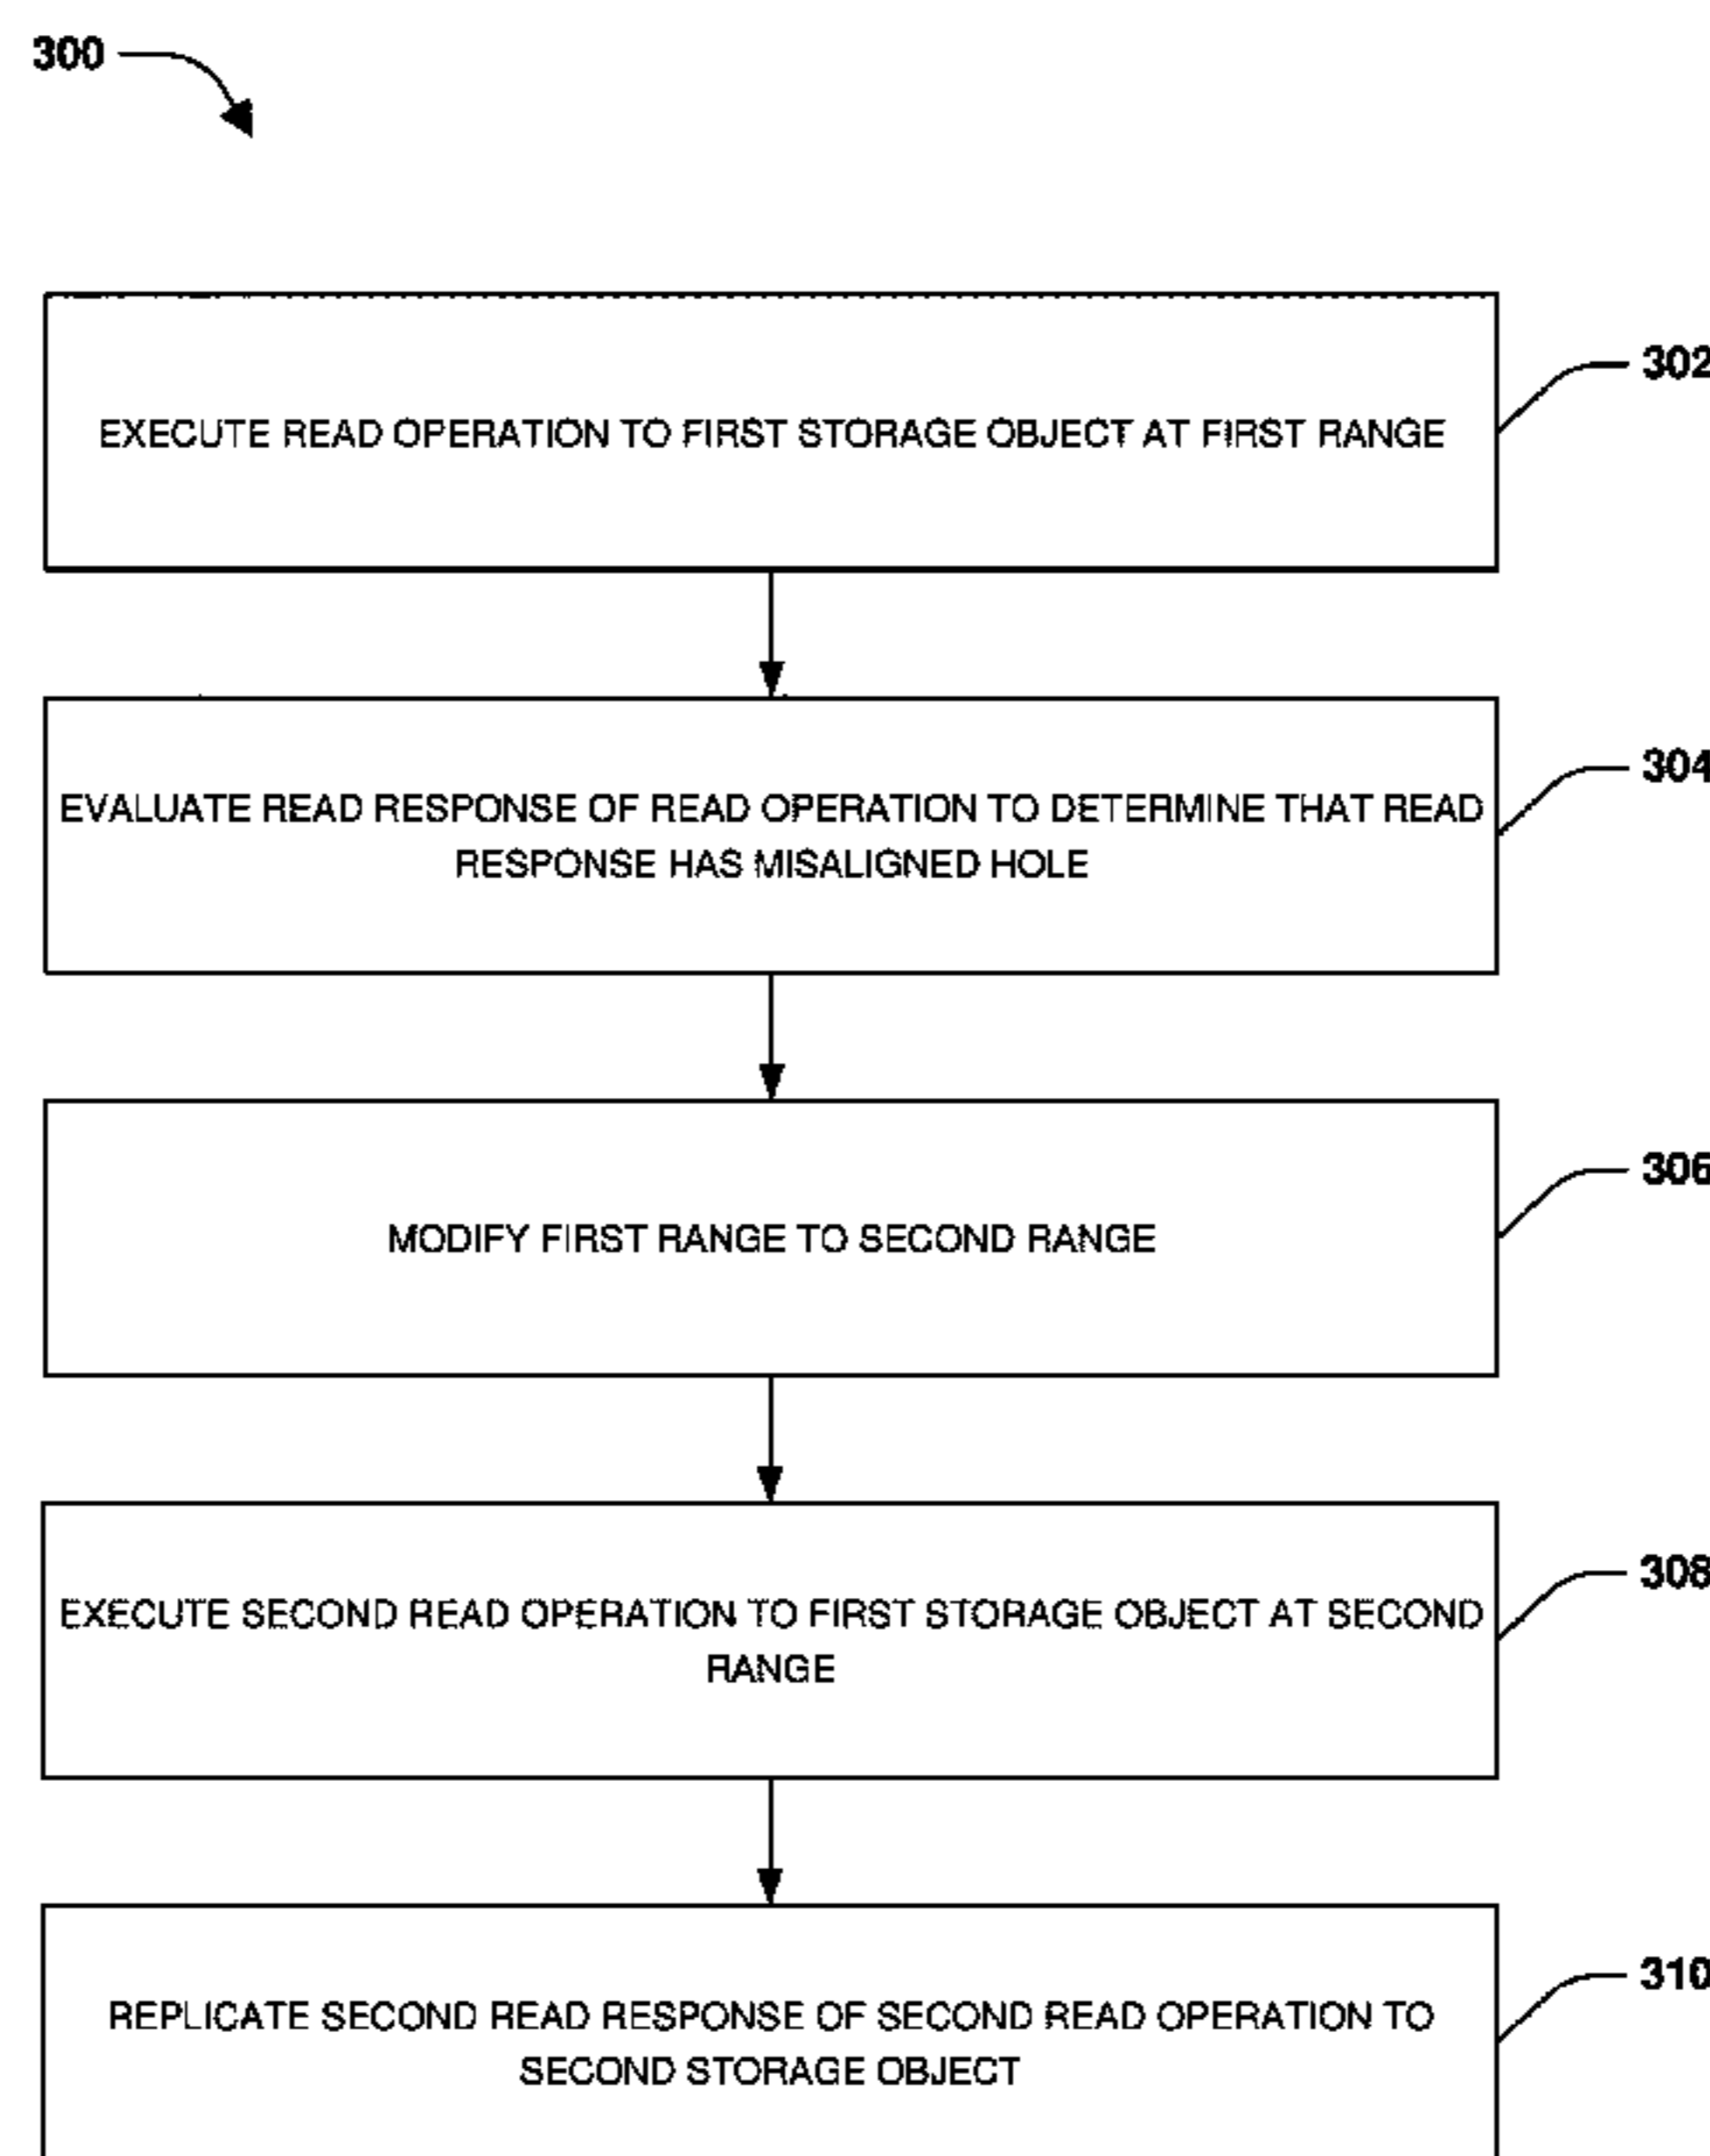 300
302
EXECUTE READ OPERATION TO FIRST STORAGE OBJECT AT FIRST RANGE
304
EVALUATE READ RESPONSE OF READ OPERATION TO DETERMINE THAT READ
RESPONSE HAS MISALIGNED HOLE
306
MODIFY FIRST RANGE TO SECOND RANGE
308
EXECUTE SECOND READ OPERATION TO FIRST STORAGE OBJECT AT SECOND
RANGE
310
REPLICATE SECOND READ RESPONSE OF SECOND READ OPERATION TO
SECOND STORAGE OBJECT